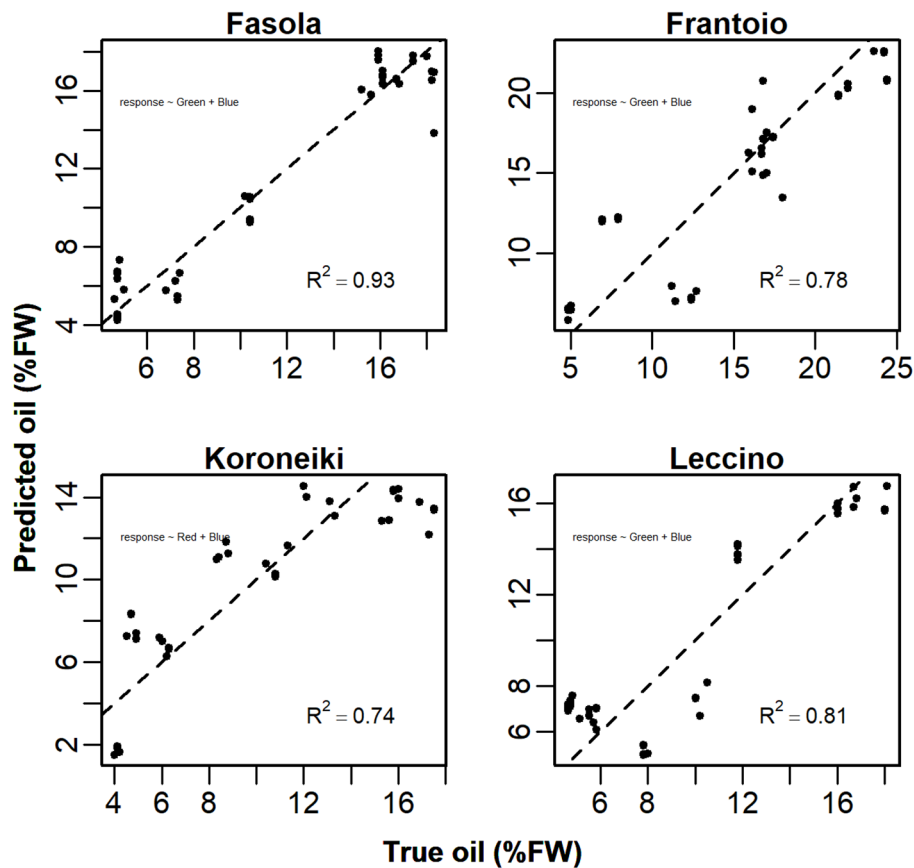 Fasola
Frantoio
16
12
8
6
4
response ~ Green + Blue
R² = 0.93
6
8
10
12
16
20
15
10
response ~ Green + Blue
R² = 0.78
5
10
15
20
25
Koroneiki
Leccino
14
10
6
2
response ~ Red + Blue
R² = 0.74
4
6
8
10
12
16
16
12
8
6
response ~ Green + Blue
R² = 0.81
6
8
12
16
Predicted oil (%FW)
True oil (%FW)